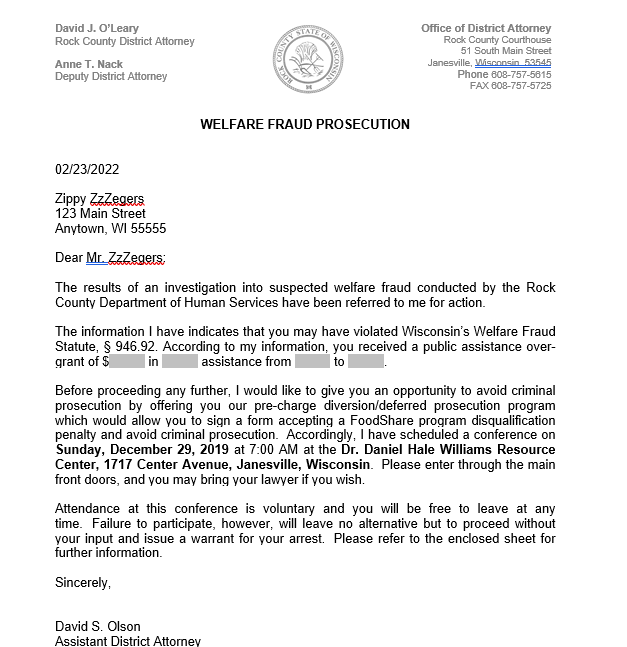 David J. O'Leary
Rock County District Attorney
Anne T. Nack
Deputy District Attorney
ROCK COUNTY STATE OF WISCONSIN
Office of District Attorney
Rock County Courthouse
51 South Main Street
Janesville, Wisconsin 53545
Phone 608-757-5615
FAX 608-757-5725
WELFARE FRAUD PROSECUTION
02/23/2022
Zippy ZzZegers
123 Main Street
Anytown, WI 55555
Dear Mr. ZzZegers:
The results of an investigation into suspected welfare fraud conducted by the Rock
County Department of Human Services have been referred to me for action.
The information I have indicates that you may have violated Wisconsin's Welfare Fraud
Statute, § 946.92. According to my information, you received a public assistance over-
grant of $ in assistance from to .
Before proceeding any further, I would like to give you an opportunity to avoid criminal
prosecution by offering you our pre-charge diversion/deferred prosecution program
which would allow you to sign a form accepting a FoodShare program disqualification
penalty and avoid criminal prosecution. Accordingly, I have scheduled a conference on
Sunday, December 29, 2019 at 7:00 AM at the Dr. Daniel Hale Williams Resource
Center, 1717 Center Avenue, Janesville, Wisconsin. Please enter through the main
front doors, and you may bring your lawyer if you wish.
Attendance at this conference is voluntary and you will be free to leave at any
time. Failure to participate, however, will leave no alternative but to proceed without
your input and issue a warrant for your arrest. Please refer to the enclosed sheet for
further information.
Sincerely,
David S. Olson
Assistant District Attorney